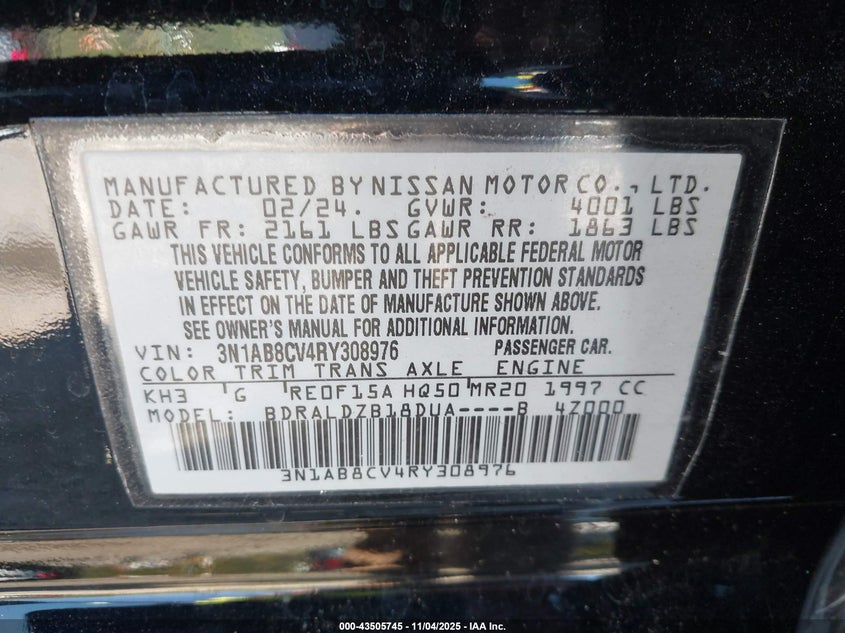 MANUFACTURED BY NISSAN MOTOR CO., LTD.
DATE: 02/24. GVWR: 4001 LBS
GAWR FR: 2161 LBS GAWR RR: 1863 LBS
THIS VEHICLE CONFORMS TO ALL APPLICABLE FEDERAL MOTOR
VEHICLE SAFETY, BUMPER AND THEFT PREVENTION STANDARDS
IN EFFECT ON THE DATE OF MANUFACTURE SHOWN ABOVE.
SEE OWNER'S MANUAL FOR ADDITIONAL INFORMATION.
VIN: 3N1AB8CV4RY308976 PASSENGER CAR.
COLOR TRIM TRANS AXLE ENGINE
KH3 G RE0F15A HQ50 MR20 1997 CC
MODEL: BDRALDZB18DUA----B 4Z000
3N1AB8CV4RY308976
000-43505745 - 11/04/2025 - IAA Inc.